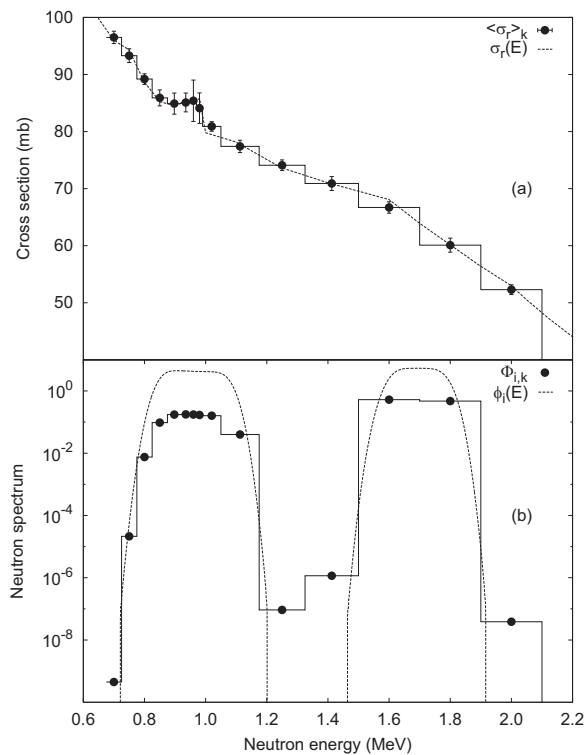 100
90
80
70
60
50
Cross section (mb)
<σr>k
σr(E)
(a)
10^0
10^-2
10^-4
10^-6
10^-8
Neutron spectrum
Φi,k
ϕi(E)
(b)
0.6 0.8 1.0 1.2 1.4 1.6 1.8 2.0 2.2
Neutron energy (MeV)